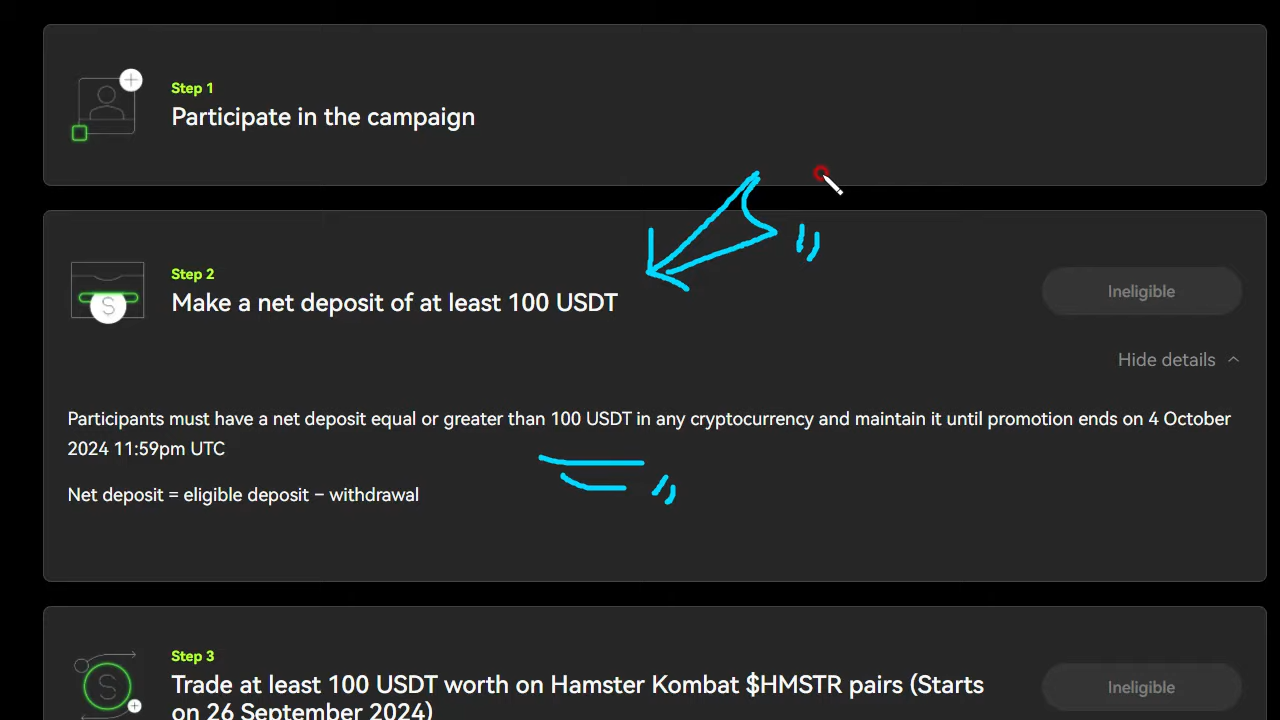 Step 1
Participate in the campaign
Step 2
Make a net deposit of at least 100 USDT
Ineligible
Hide details
Participants must have a net deposit equal or greater than 100 USDT in any cryptocurrency and maintain it until promotion ends on 4 October
2024 11:59pm UTC
Net deposit = eligible deposit – withdrawal
Step 3
Trade at least 100 USDT worth on Hamster Kombat $HMSTR pairs (Starts
on 26 September 2024)
Ineligible